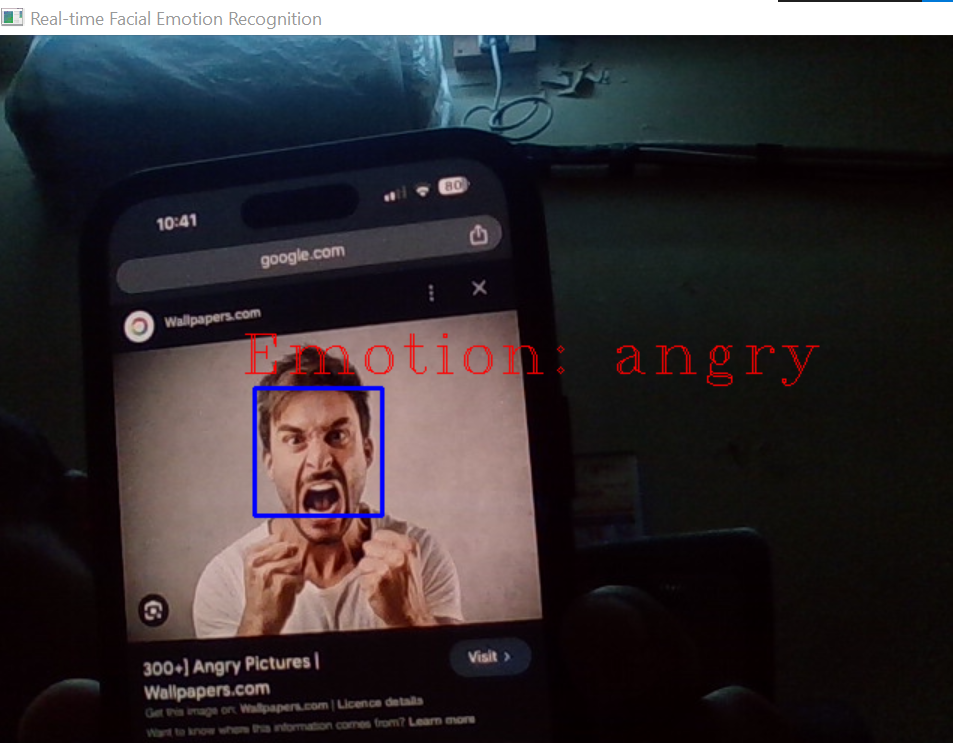 Real-time Facial Emotion Recognition
10:41
80
google.com
Wallpapers.com
Emotion: angry
300+] Angry Pictures |
Wallpapers.com
Visit >
Get this image on: Wallpapers.com | Licence details
Want to know where this information comes from? Learn more